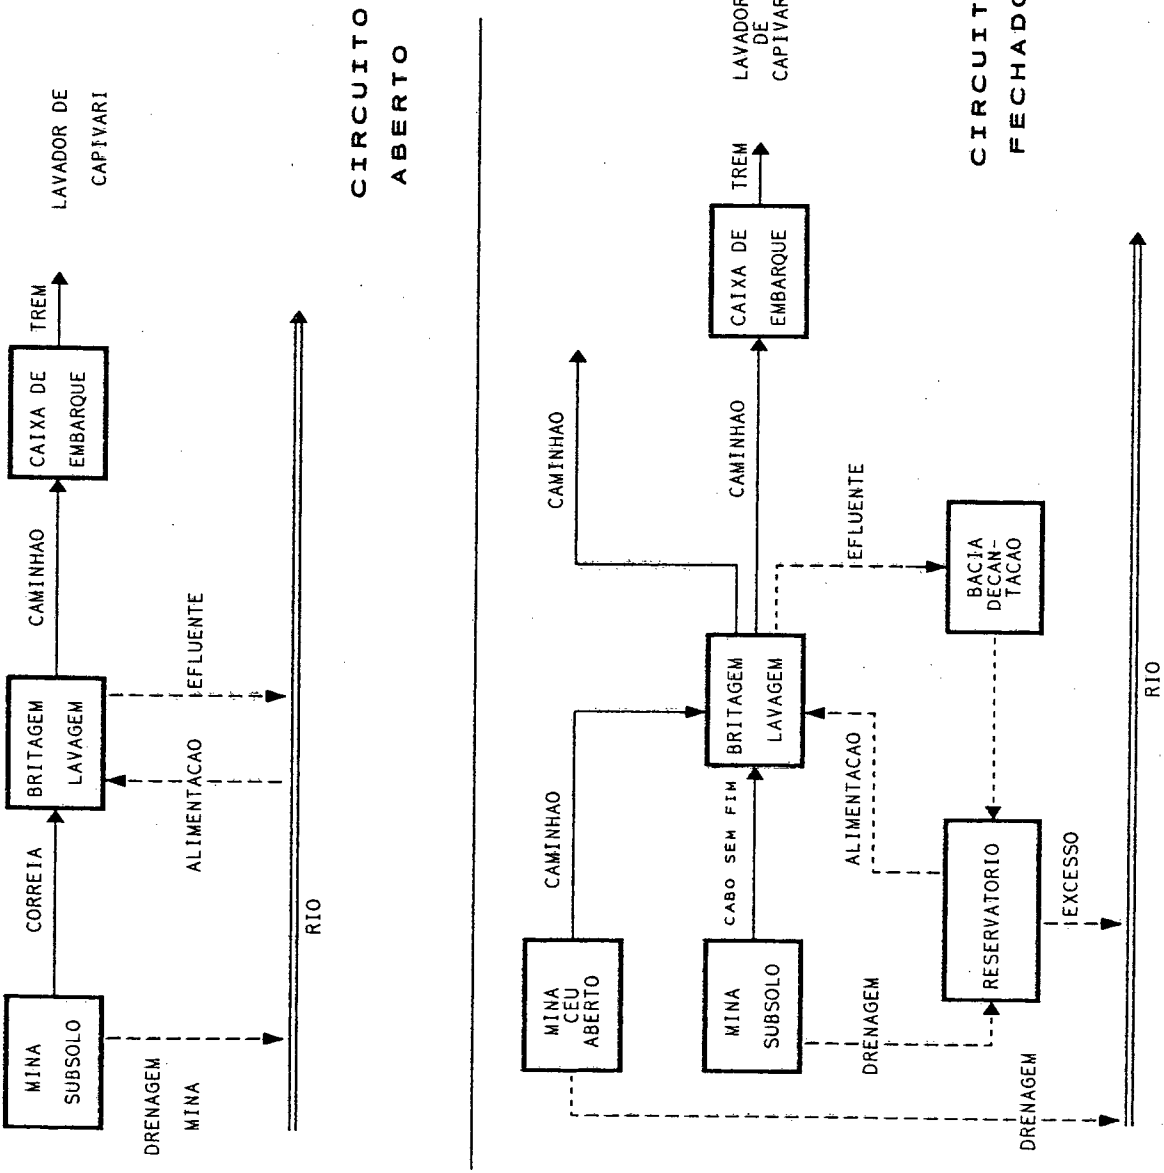 CIRCUITO
ABERTO
MINA
SUBSOLO
CORREIA
BRITAGEM
LAVAGEM
CAMINHAO
CAIXA DE
EMBARQUE
TREM
LAVADOR DE
CAPIVARI
DRENAGEM
MINA
ALIMENTACAO
EFLUENTE
RIO
CIRCUIT
FECHADO
MINA
CEU
ABERTO
CAMINHAO
CAMINHAO
MINA
SUBSOLO
CABO SEM FIM
BRITAGEM
LAVAGEM
CAMINHAO
CAIXA DE
EMBARQUE
TREM
LAVADOR
DE
CAPIVAR
DRENAGEM
ALIMENTACAO
EFLUENTE
RESERVATORIO
BACIA
DECAN-
TACAO
DRENAGEM
EXCESSO
RIO